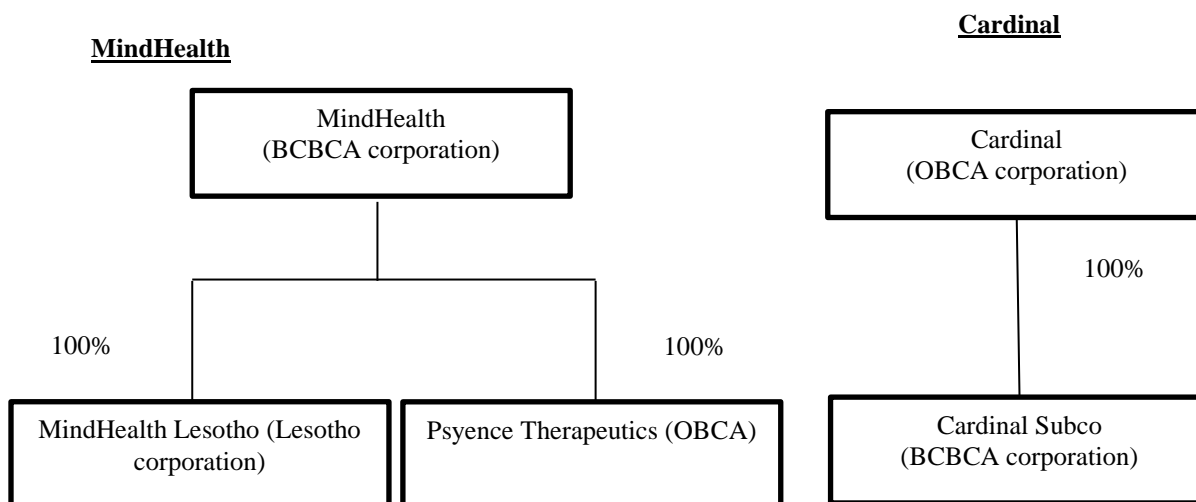 MindHealth
Cardinal
MindHealth
(BCBCA corporation)
Cardinal
(OBCA corporation)
100%
100%
100%
MindHealth Lesotho (Lesotho
corporation)
Psyence Therapeutics (OBCA)
Cardinal Subco
(BCBCA corporation)